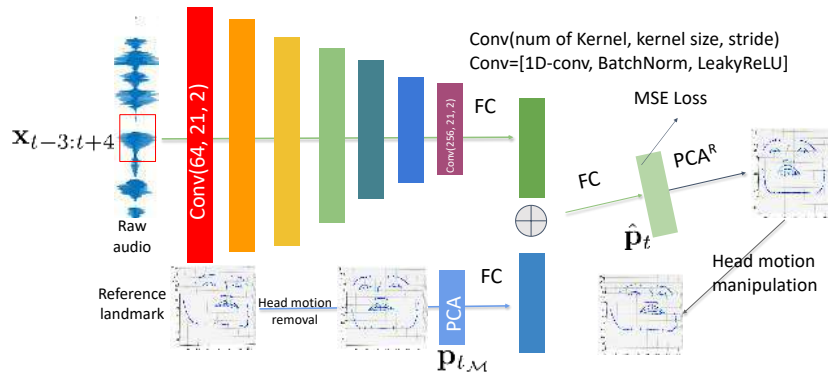 Conv(num of Kernel, kernel size, stride)
Conv=[1D-conv, BatchNorm, LeakyReLU]
x_{t−3:t+4}
Conv(64, 21, 2)
Conv(256, 21, 2)
FC
MSE Loss
FC
PCA^R
p̂_t
Raw
audio
Reference
landmark
Head motion
removal
PCA
FC
p_{t_ℳ}
Head motion
manipulation